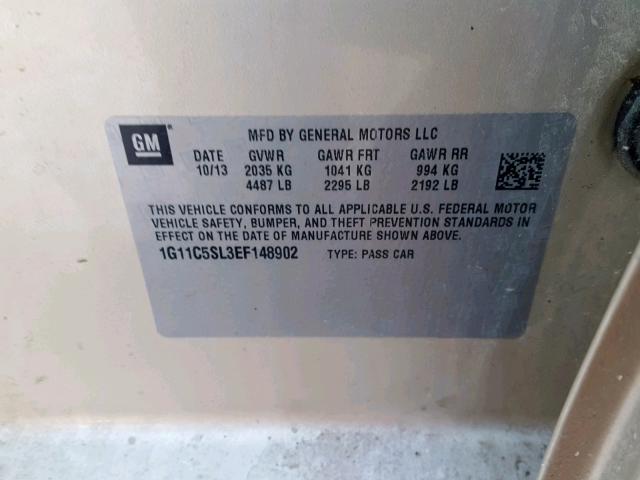 GM
MFD BY GENERAL MOTORS LLC
DATE GVWR GAWR FRT GAWR RR
10/13 2035 KG 1041 KG 994 KG
4487 LB 2295 LB 2192 LB
THIS VEHICLE CONFORMS TO ALL APPLICABLE U.S. FEDERAL MOTOR
VEHICLE SAFETY, BUMPER, AND THEFT PREVENTION STANDARDS IN
EFFECT ON THE DATE OF MANUFACTURE SHOWN ABOVE.
1G11C5SL3EF148902 TYPE: PASS CAR